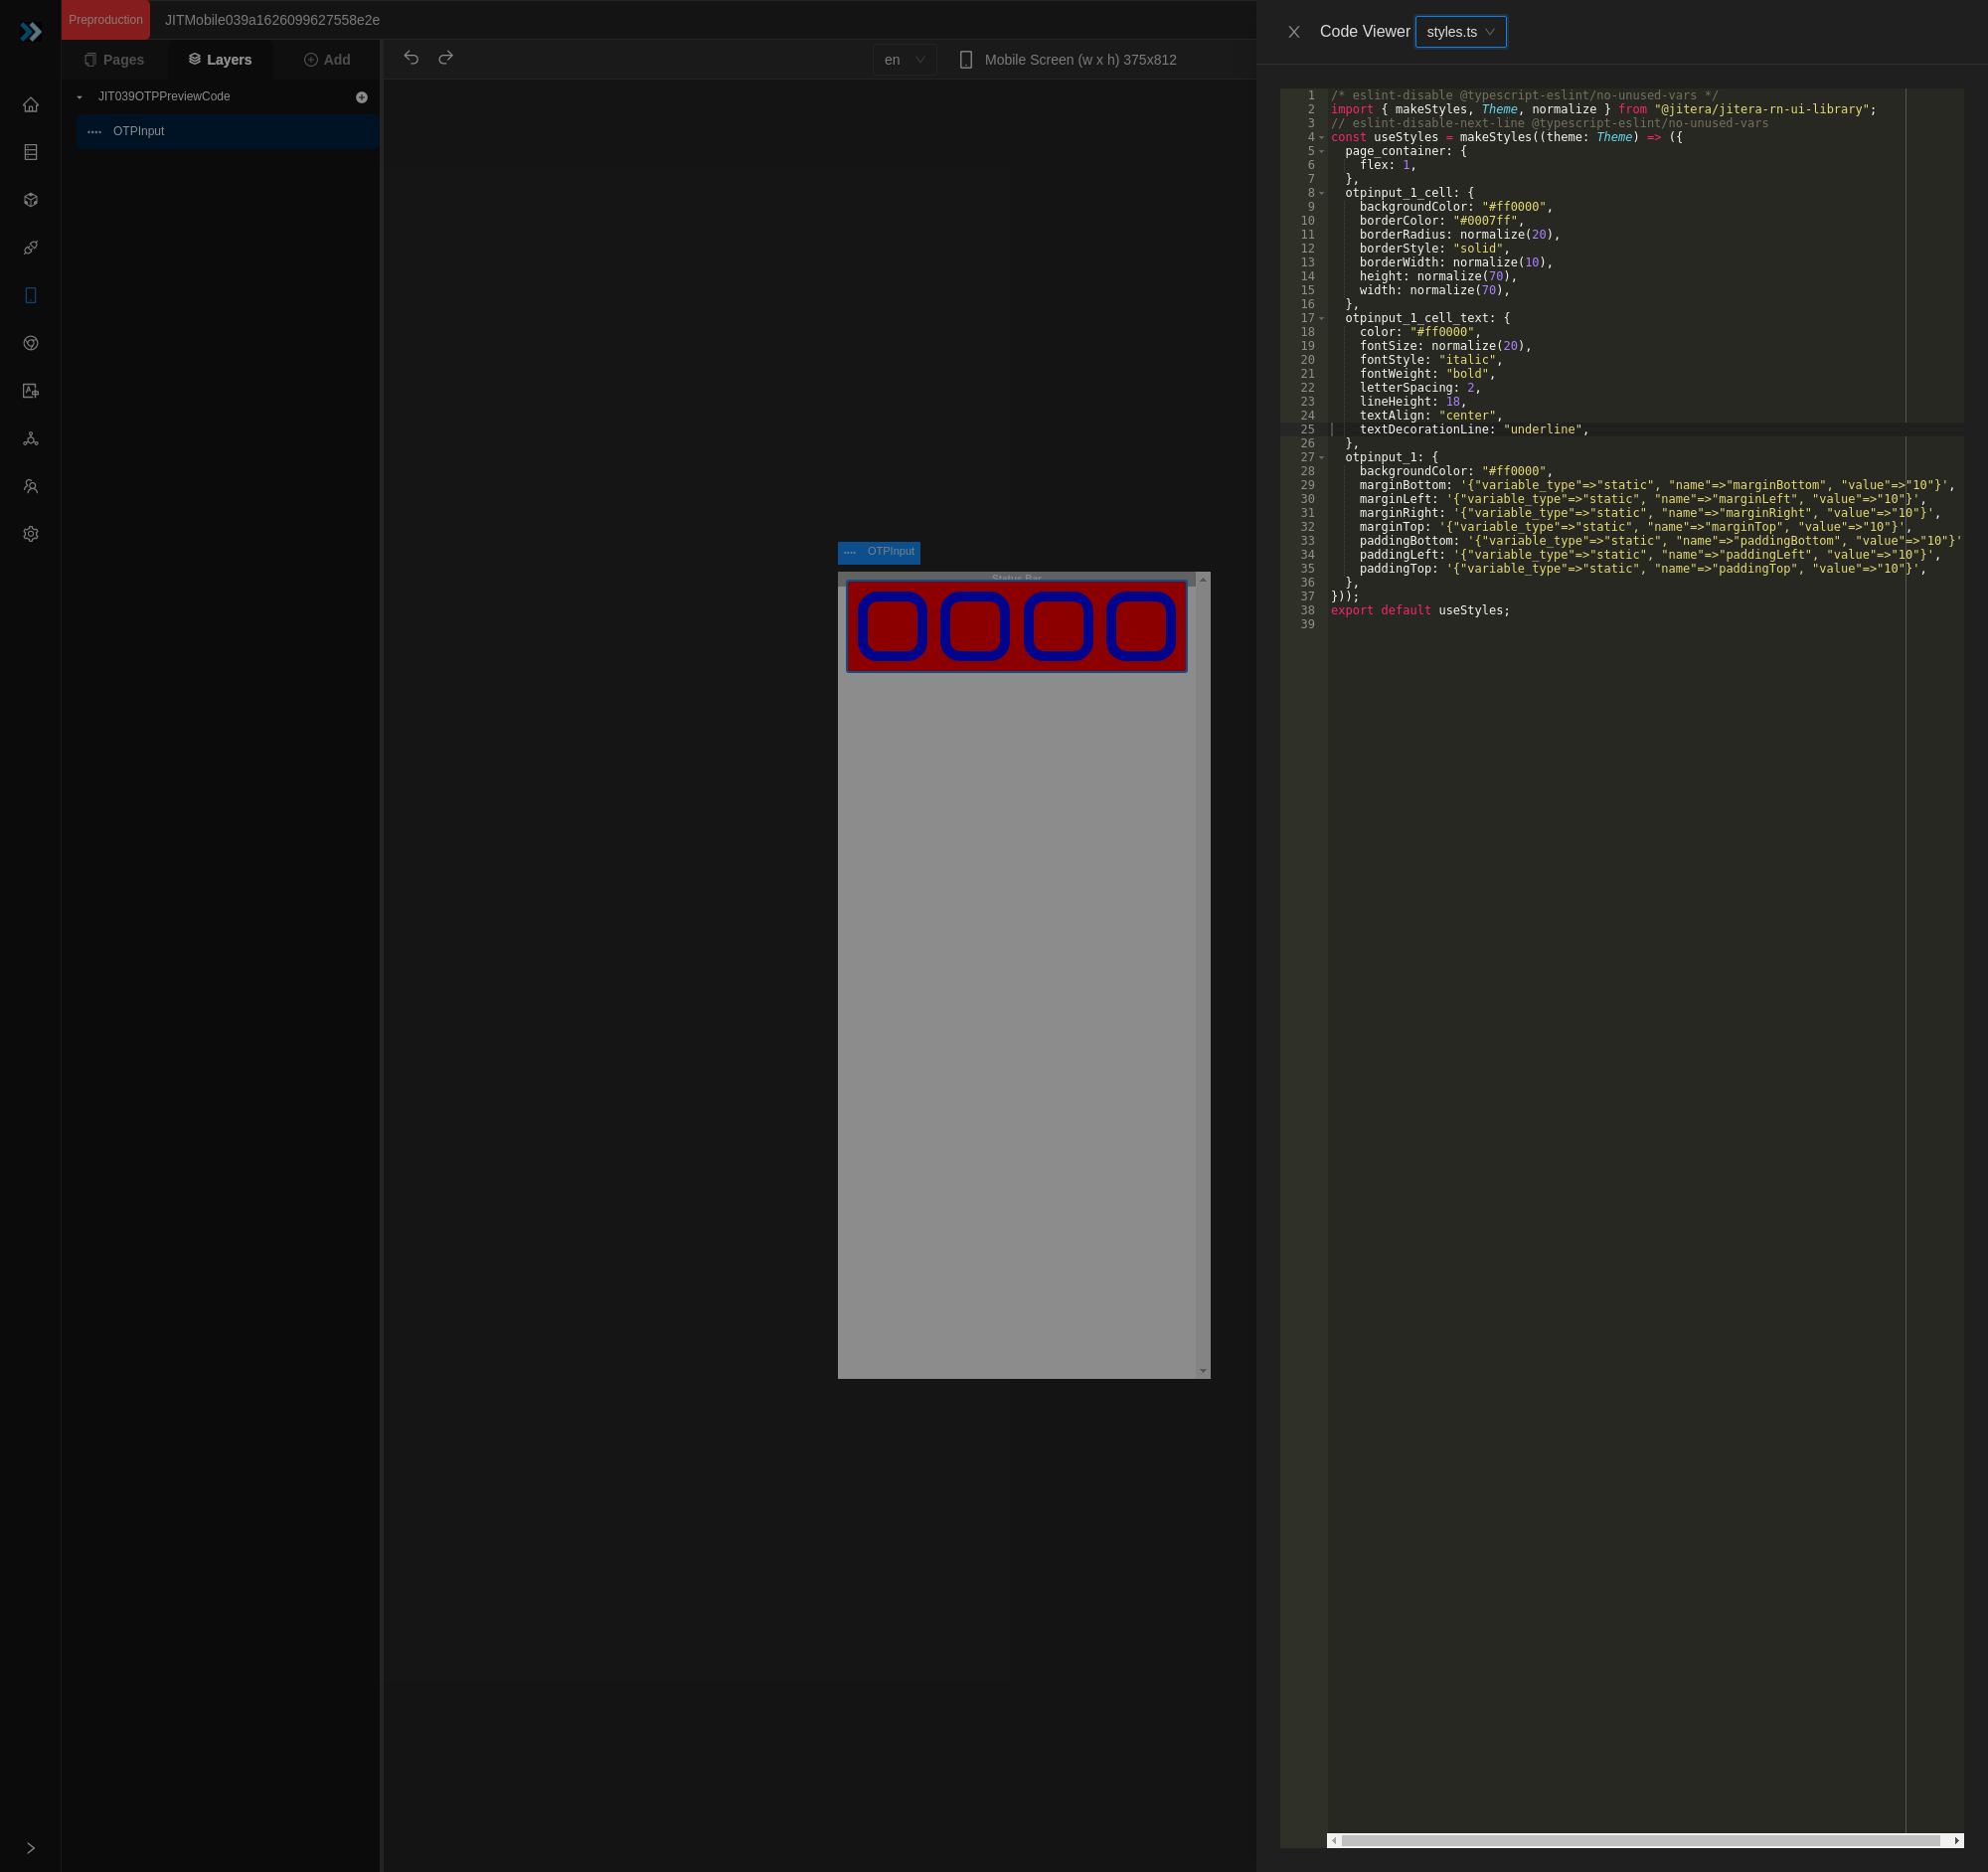 Preproduction
JITMobile039a1626099627558e2e
Pages
Layers
Add
JIT039OTPPreviewCode
OTPInput
en
Mobile Screen (w x h) 375x812
OTPInput
Status Bar
Code Viewer
styles.ts
1 /* eslint-disable @typescript-eslint/no-unused-vars */
2 import { makeStyles, Theme, normalize } from "@jitera/jitera-rn-ui-library";
3 // eslint-disable-next-line @typescript-eslint/no-unused-vars
4 const useStyles = makeStyles((theme: Theme) => ({
5 page_container: {
6 flex: 1,
7 },
8 otpinput_1_cell: {
9 backgroundColor: "#ff0000",
10 borderColor: "#0007ff",
11 borderRadius: normalize(20),
12 borderStyle: "solid",
13 borderWidth: normalize(10),
14 height: normalize(70),
15 width: normalize(70),
16 },
17 otpinput_1_cell_text: {
18 color: "#ff0000",
19 fontSize: normalize(20),
20 fontStyle: "italic",
21 fontWeight: "bold",
22 letterSpacing: 2,
23 lineHeight: 18,
24 textAlign: "center",
25 textDecorationLine: "underline",
26 },
27 otpinput_1: {
28 backgroundColor: "#ff0000",
29 marginBottom: '{"variable_type"=>"static", "name"=>"marginBottom", "value"=>"10"}',
30 marginLeft: '{"variable_type"=>"static", "name"=>"marginLeft", "value"=>"10"}',
31 marginRight: '{"variable_type"=>"static", "name"=>"marginRight", "value"=>"10"}',
32 marginTop: '{"variable_type"=>"static", "name"=>"marginTop", "value"=>"10"}',
33 paddingBottom: '{"variable_type"=>"static", "name"=>"paddingBottom", "value"=>"10"}'
34 paddingLeft: '{"variable_type"=>"static", "name"=>"paddingLeft", "value"=>"10"}',
35 paddingTop: '{"variable_type"=>"static", "name"=>"paddingTop", "value"=>"10"}',
36 },
37 }));
38 export default useStyles;
39